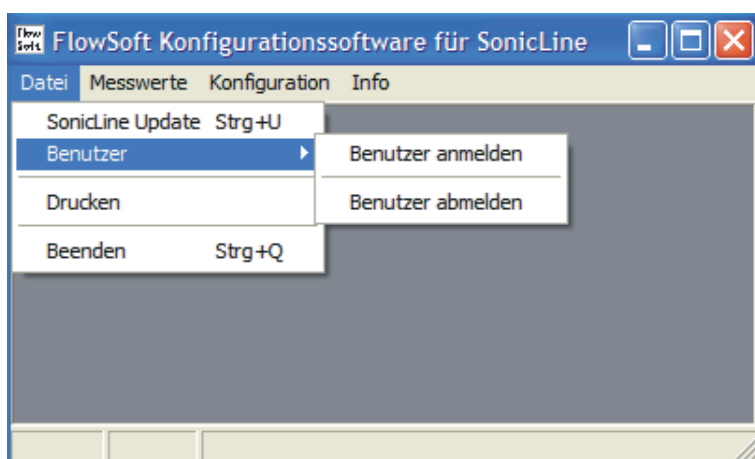 Flow Soft FlowSoft Konfigurationssoftware für SonicLine
Datei Messwerte Konfiguration Info
SonicLine Update Strg+U
Benutzer Benutzer anmelden
Drucken Benutzer abmelden
Beenden Strg+Q